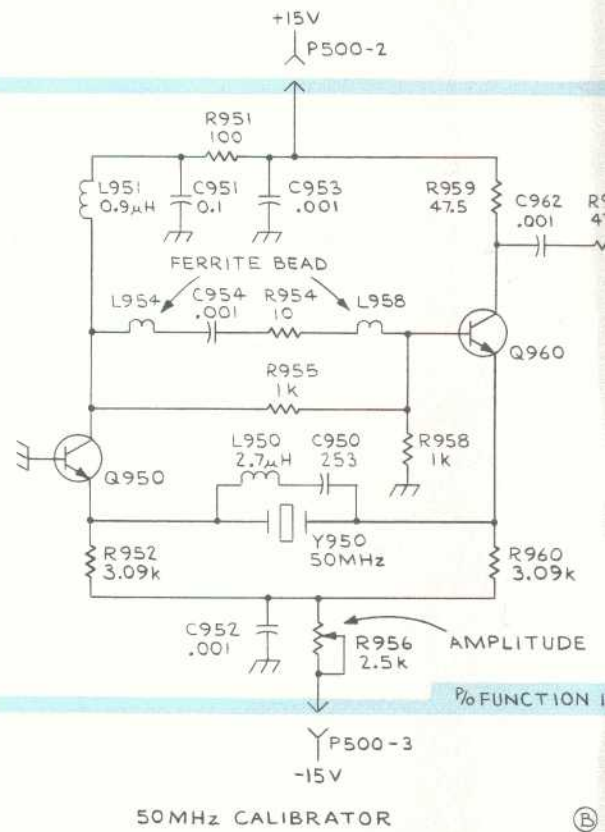 +15V
P500-2
R951
100
L951
0.9µH
C951
0.1
C953
.001
R959
47.5
C962
.001
FERRITE BEAD
L954
C954
.001
R954
10
L958
Q960
R955
1k
L950
2.7µH
C950
253
R958
1k
Q950
Y950
50MHz
R952
3.09k
R960
3.09k
C952
.001
R956
2.5k
AMPLITUDE
P/O FUNCTION
P500-3
-15V
50MHz CALIBRATOR
B